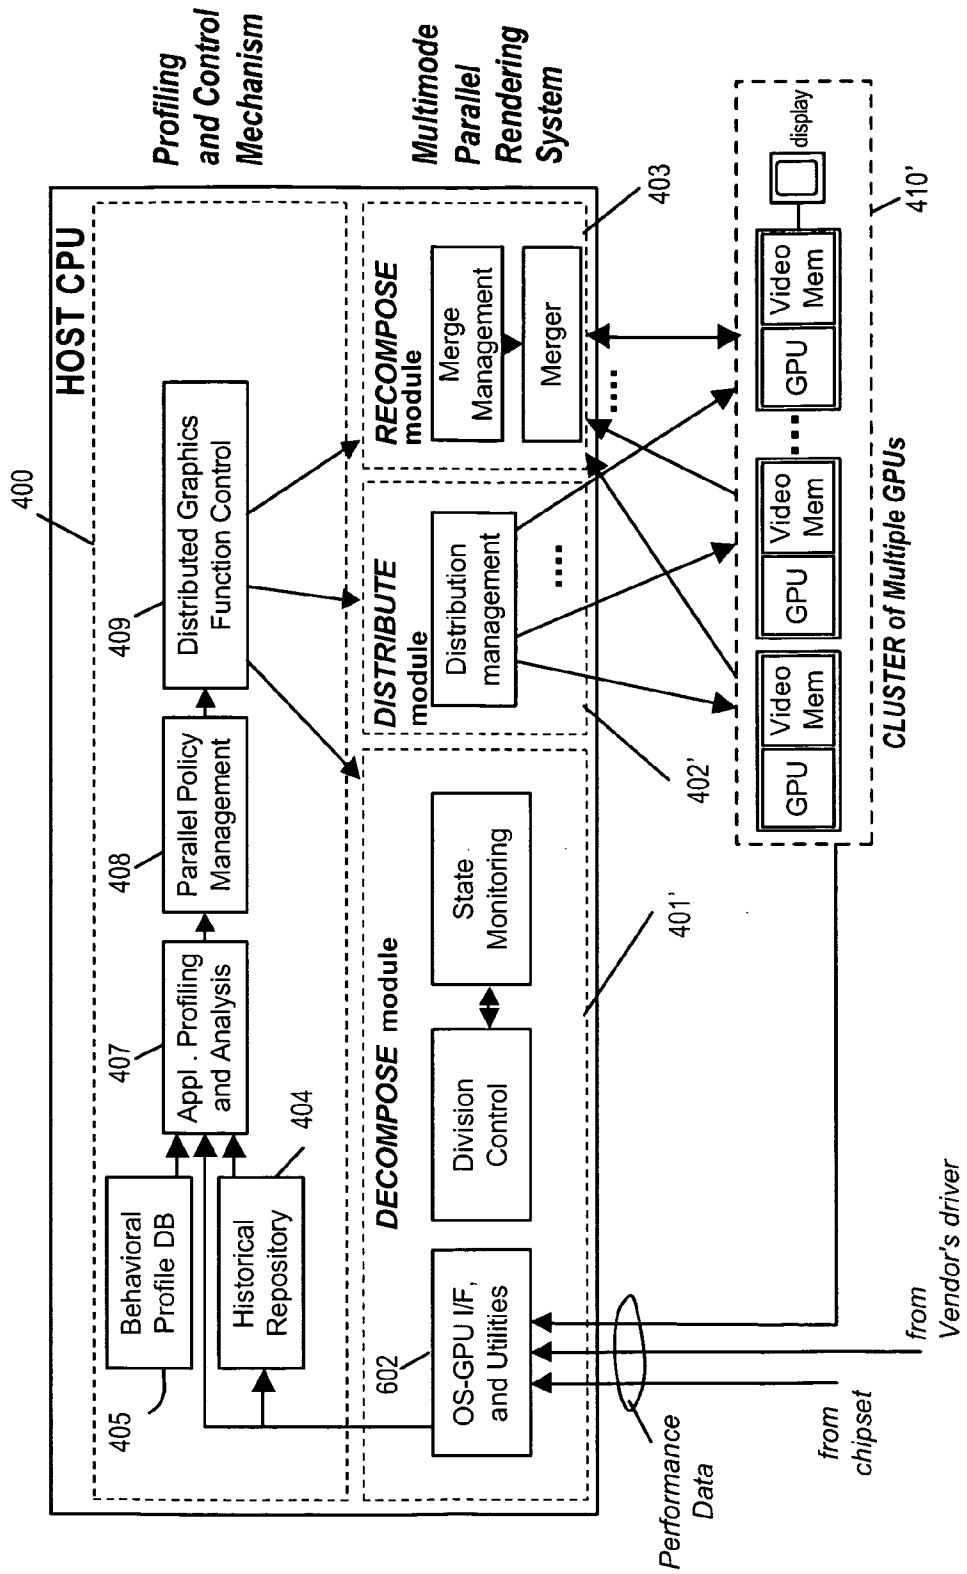 HOST CPU
Profiling
and Control
Mechanism
Multimode
Parallel
Rendering
System
400
405
Behavioral
Profile DB
Historical
Repository
404
407
Appl . Profiling
and Analysis
408
Parallel Policy
Management
409
Distributed Graphics
Function Control
DECOMPOSE module
602
OS-GPU I/F,
and Utilities
Division
Control
State
Monitoring
401'
DISTRIBUTE
module
Distribution
management
402'
RECOMPOSE
module
Merge
Management
Merger
403
Performance
Data
from
chipset
from
Vendor's driver
GPU
Video
Mem
GPU
Video
Mem
GPU
Video
Mem
display
410'
CLUSTER of Multiple GPUs